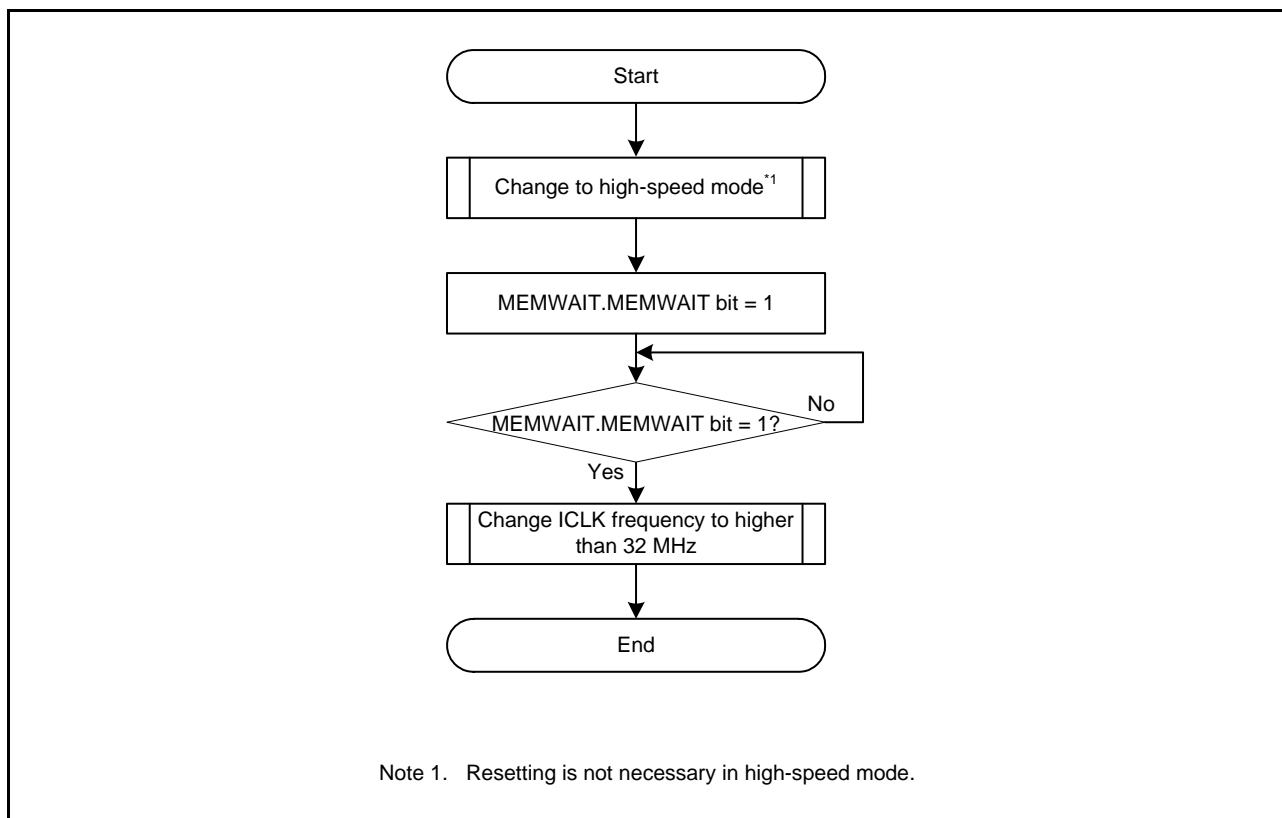 Start
Change to high-speed mode*1
MEMWAIT.MEMWAIT bit = 1
MEMWAIT.MEMWAIT bit = 1?
No
Yes
Change ICLK frequency to higher
than 32 MHz
End
Note 1. Resetting is not necessary in high-speed mode.